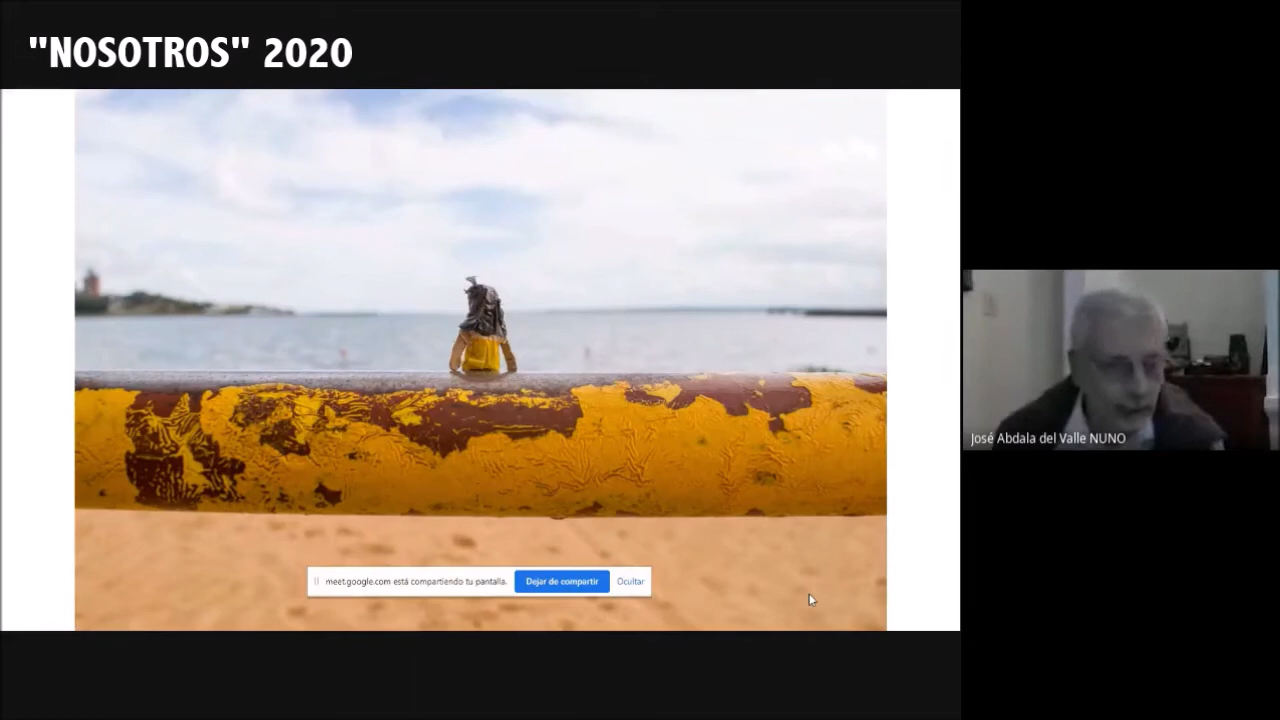 "NOSOTROS" 2020
José Abdala del Valle NUNO
meet.google.com está compartiendo tu pantalla. Dejar de compartir Ocultar